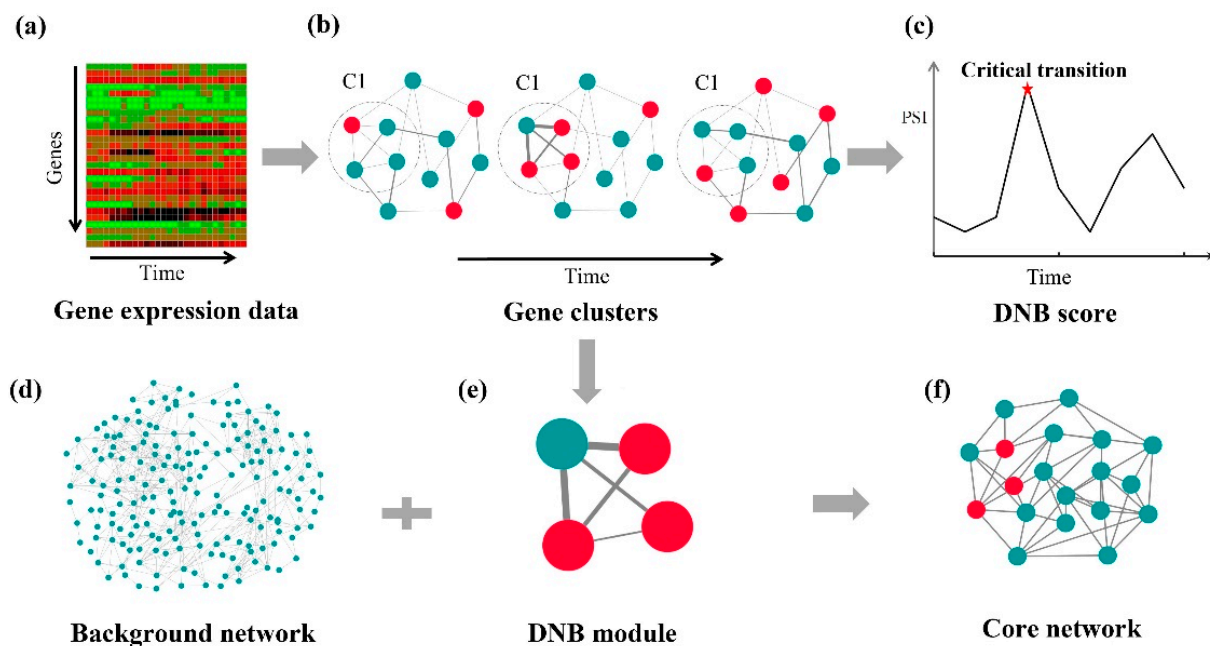 (a)
Genes
Time
Gene expression data
(b)
C1
C1
C1
Time
Gene clusters
(c)
Critical transition
PSI
Time
DNB score
(d)
Background network
(e)
DNB module
(f)
Core network